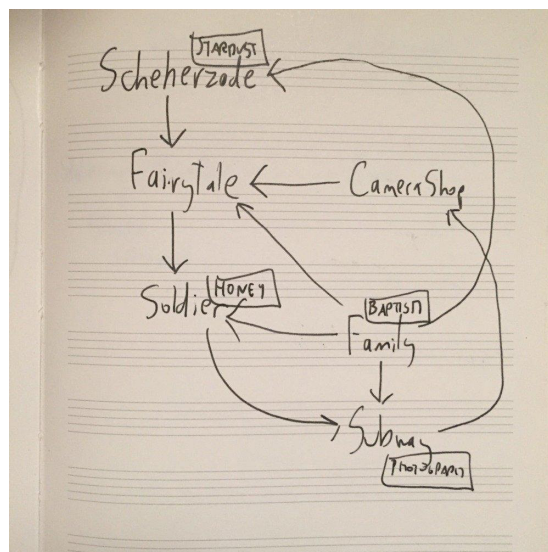 STARDUST
Scheherzade
FairyTale
CameraShop
HONEY
Soldier
BAPTISM
Family
Subway